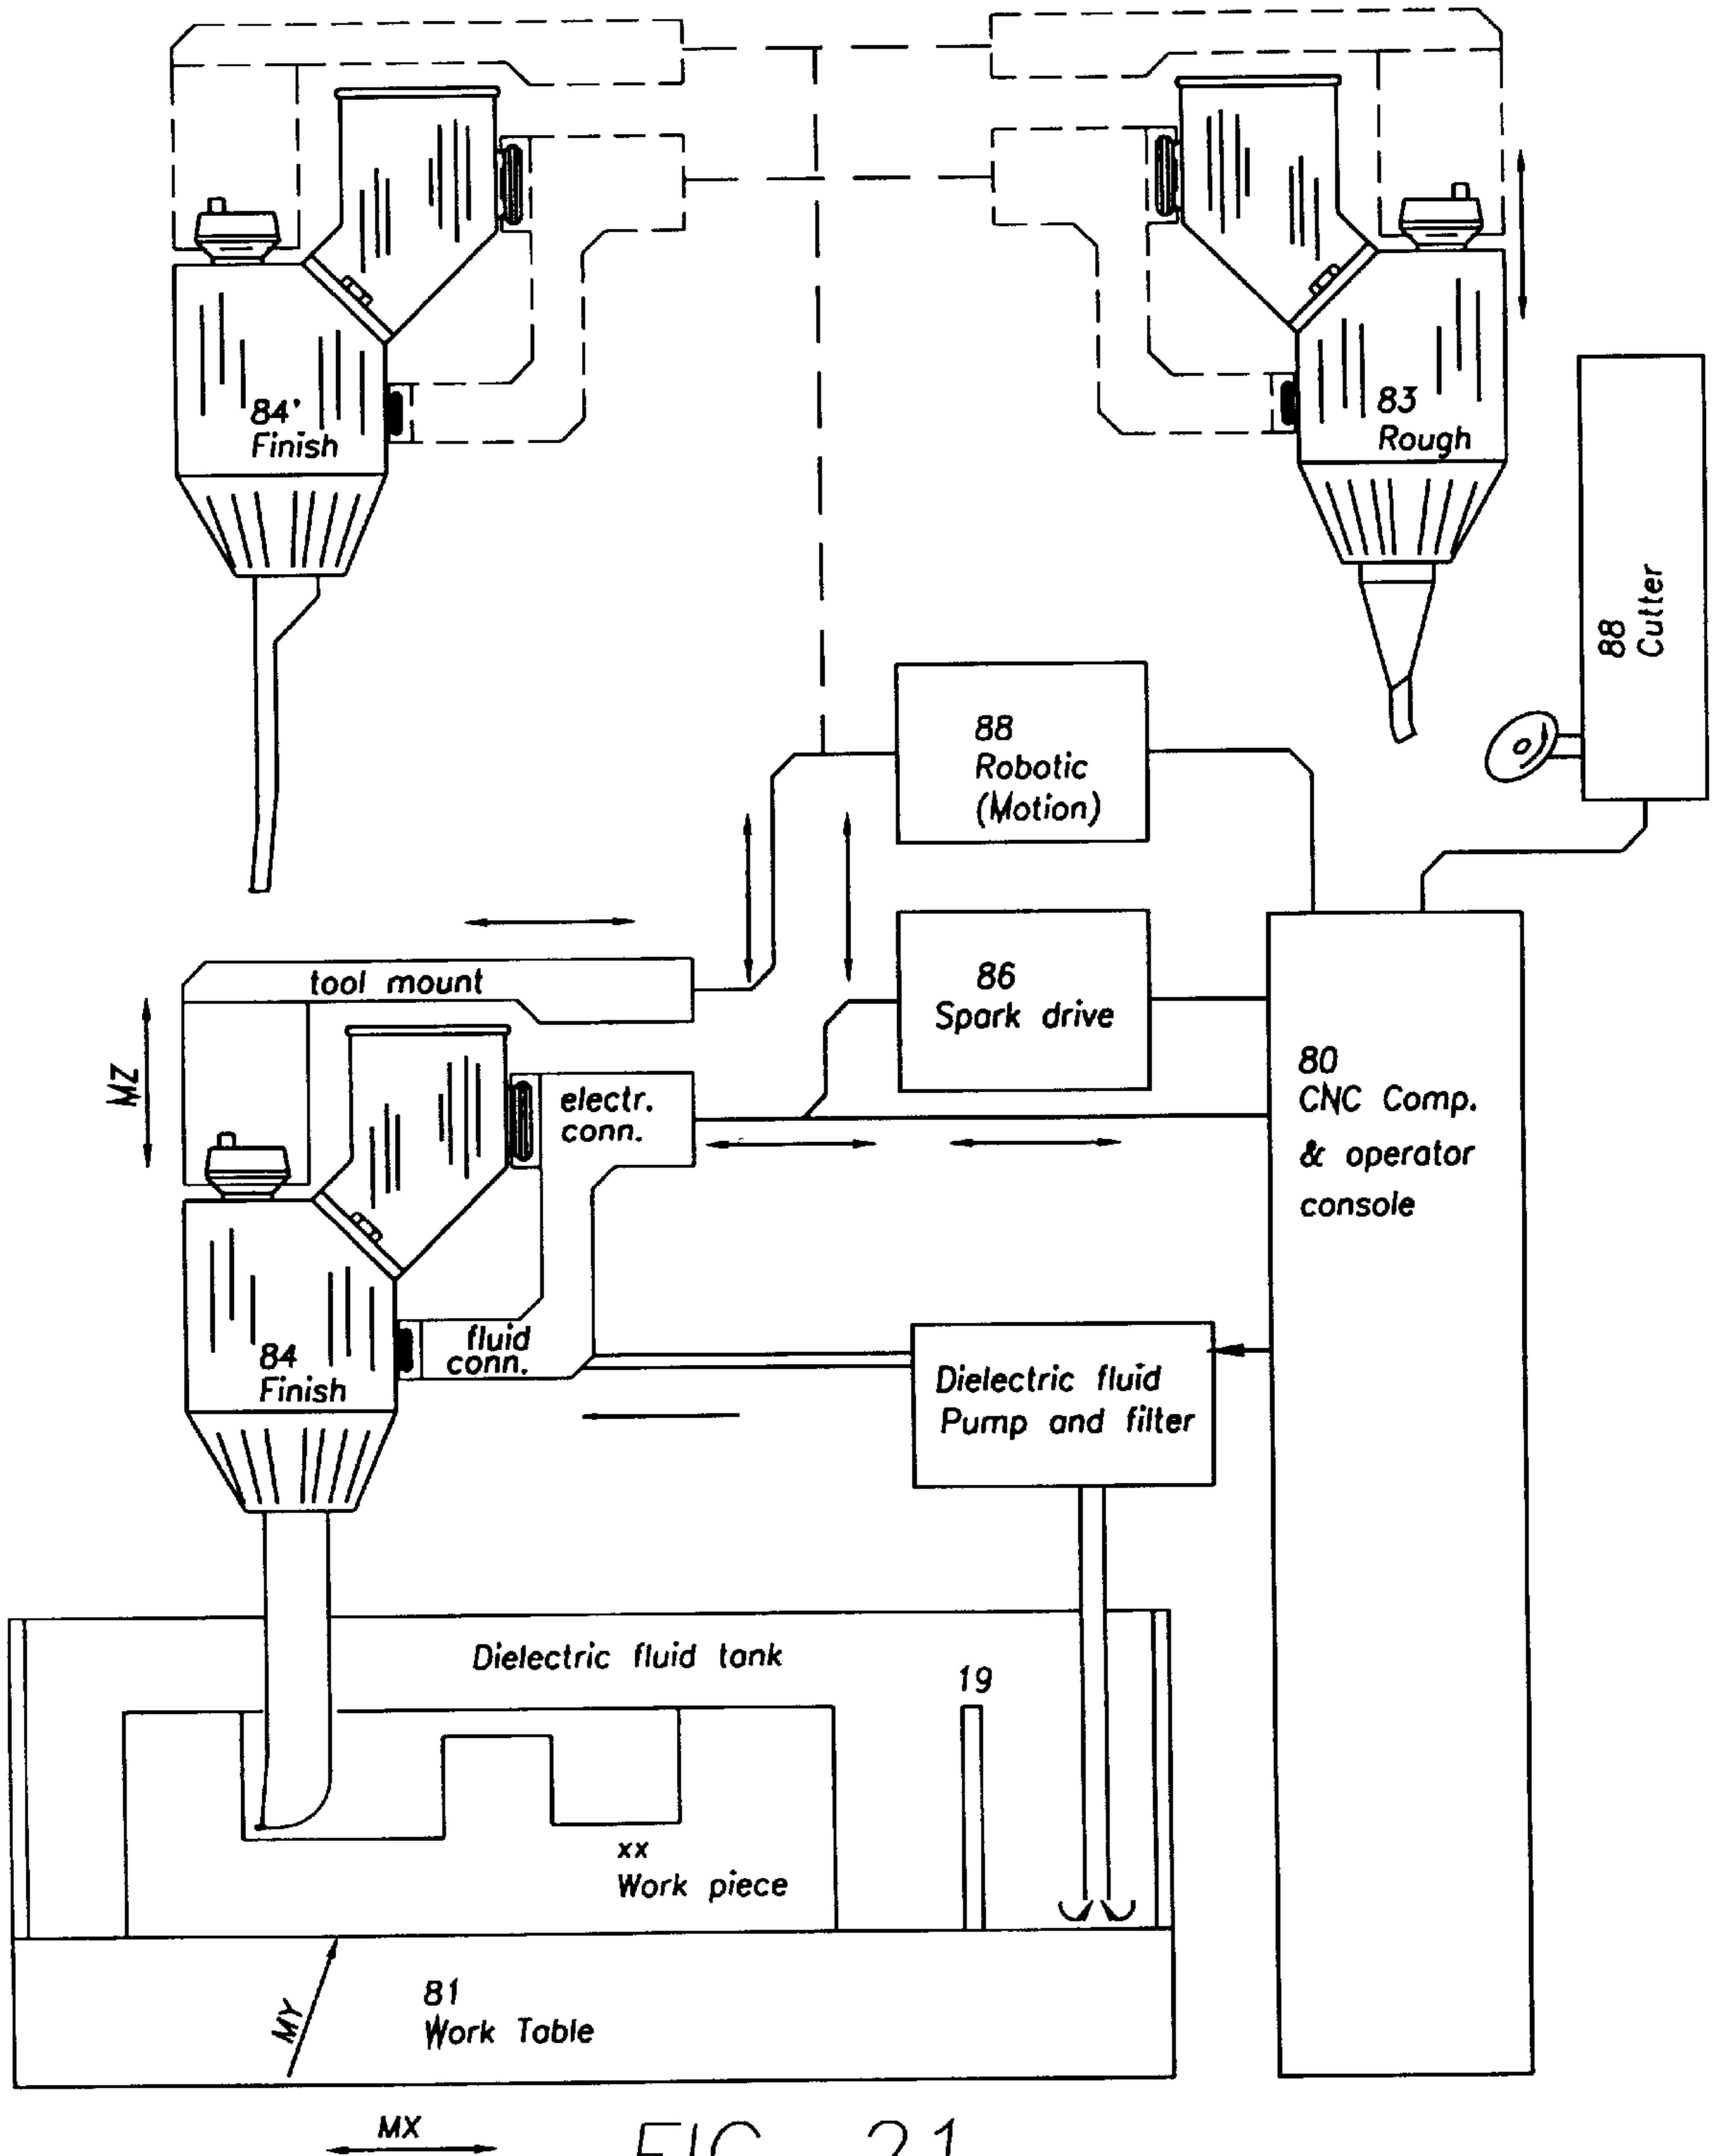 84'
Finish
83
Rough
88
Cutter
88
Robotic
(Motion)
tool mount
86
Spark drive
MZ
electr.
conn.
80
CNC Comp.
& operator
console
fluid
conn.
84
Finish
Dielectric fluid
Pump and filter
Dielectric fluid tank
19
xx
Work piece
MY
81
Work Table
MX
FIG. 21